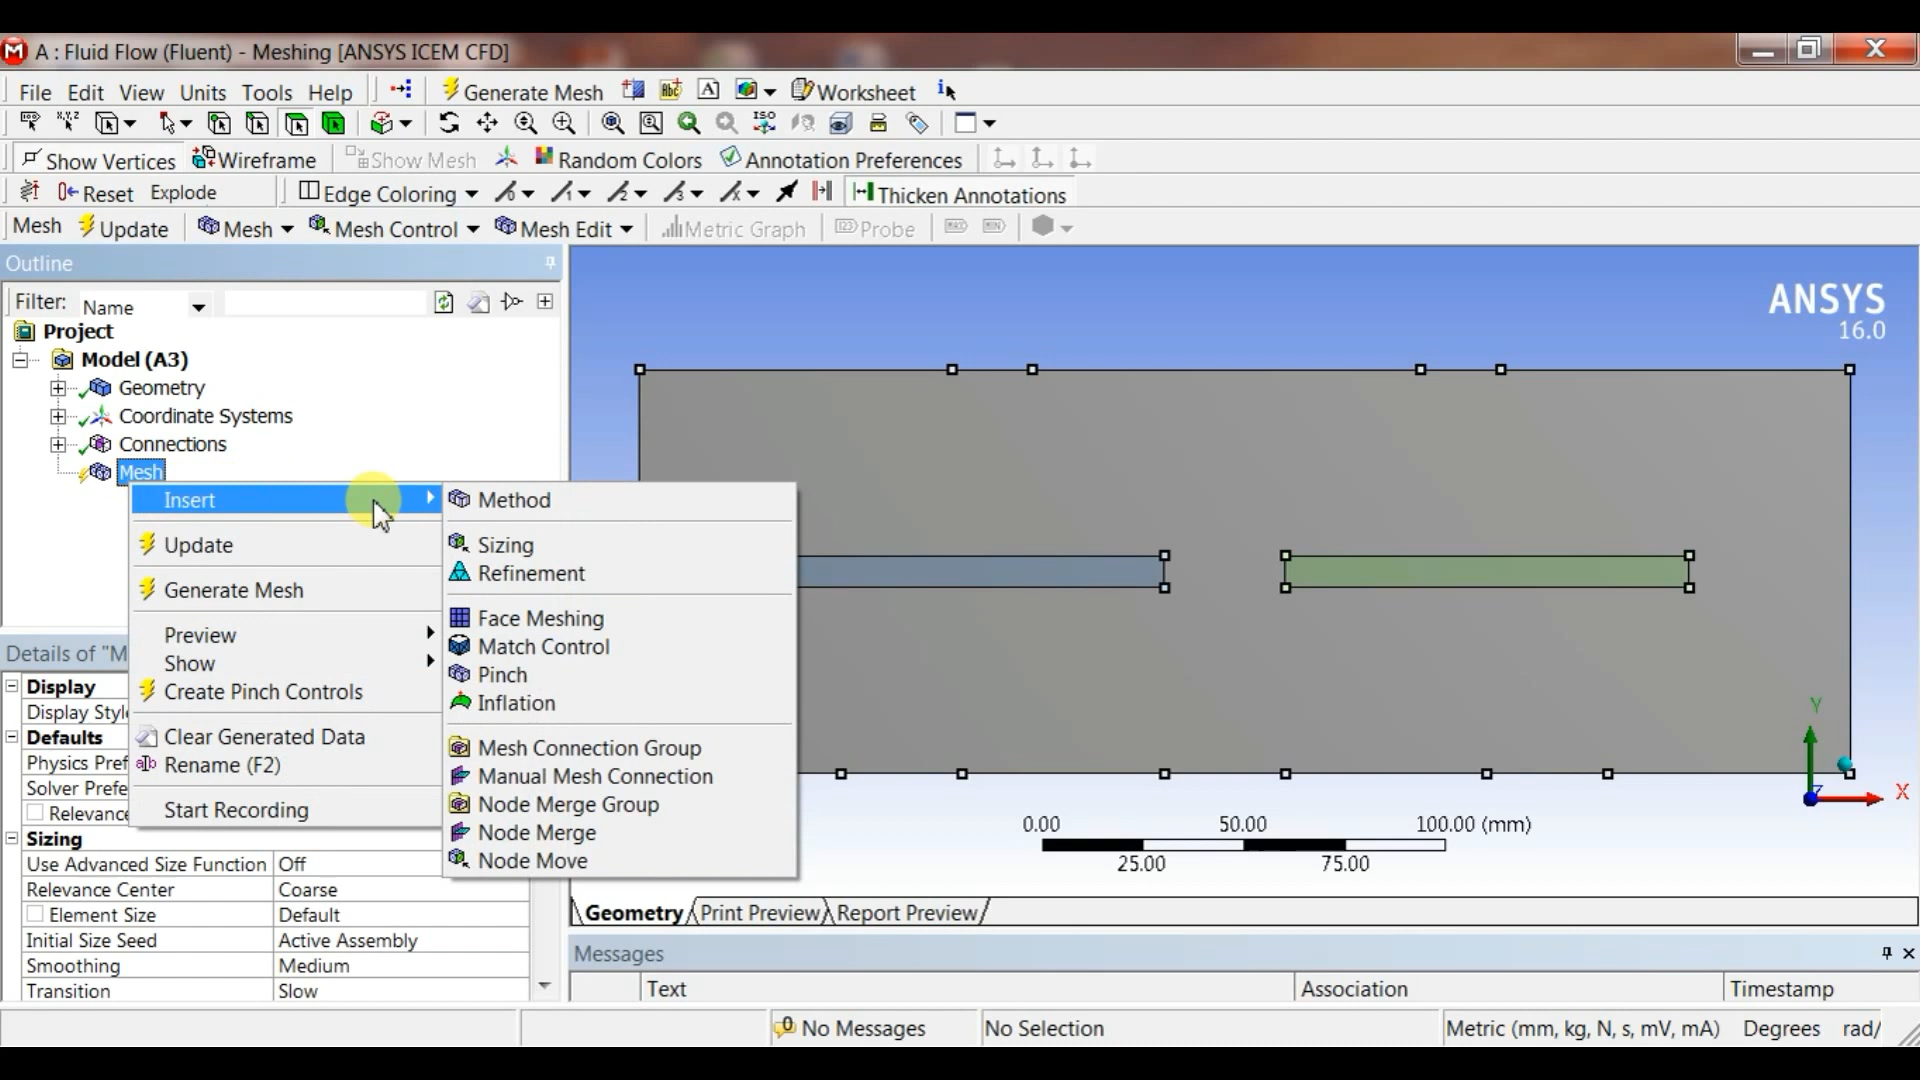 A : Fluid Flow (Fluent) - Meshing [ANSYS ICEM CFD]
File Edit View Units Tools Help Generate Mesh Worksheet
Show Vertices Wireframe Show Mesh Random Colors Annotation Preferences
Reset Explode Edge Coloring Thicken Annotations
Mesh Update Mesh Mesh Control Mesh Edit Metric Graph Probe
Outline
Filter: Name
Project
Model (A3)
Geometry
Coordinate Systems
Connections
Mesh
Insert
Update
Generate Mesh
Preview
Show
Create Pinch Controls
Clear Generated Data
Rename (F2)
Start Recording
Method
Sizing
Refinement
Face Meshing
Match Control
Pinch
Inflation
Mesh Connection Group
Manual Mesh Connection
Node Merge Group
Node Merge
Node Move
Details of "M
Display
Display Style
Defaults
Physics Pref
Solver Prefe
Relevance
Sizing
Use Advanced Size Function Off
Relevance Center Coarse
Element Size Default
Initial Size Seed Active Assembly
Smoothing Medium
Transition Slow
ANSYS
16.0
Y
Z
X
0.00 50.00 100.00 (mm)
25.00 75.00
Geometry Print Preview Report Preview
Messages
Text Association Timestamp
No Messages No Selection Metric (mm, kg, N, s, mV, mA) Degrees rad/